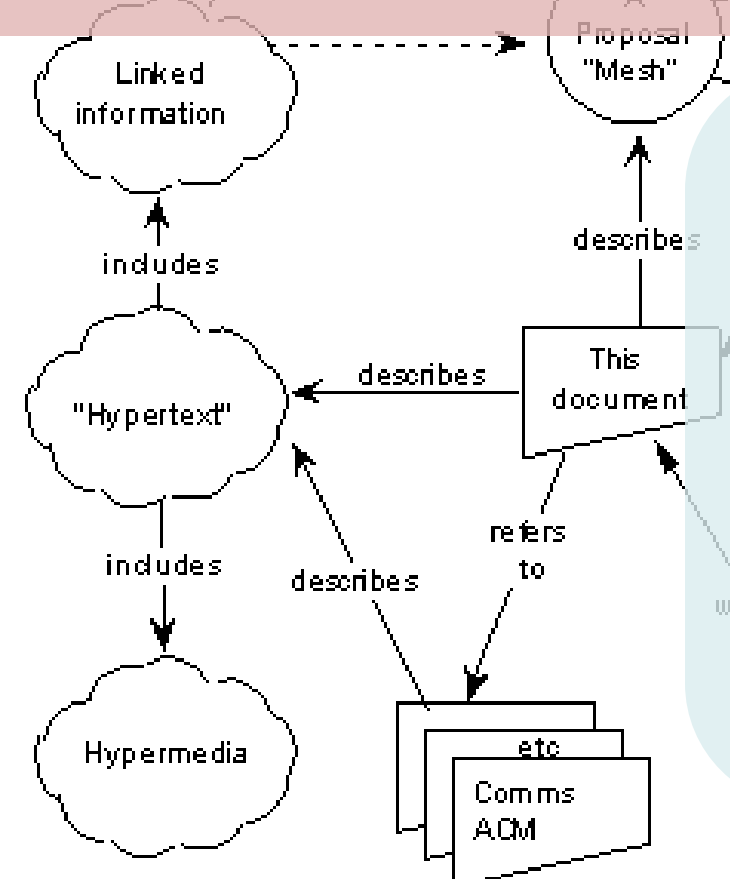 Proposal
Linked
"Mesh"
information
describes
includes
This
describes
document
"Hypertext"
refers
includes
to
describes
etc
Hypermedia
Comms
ACM